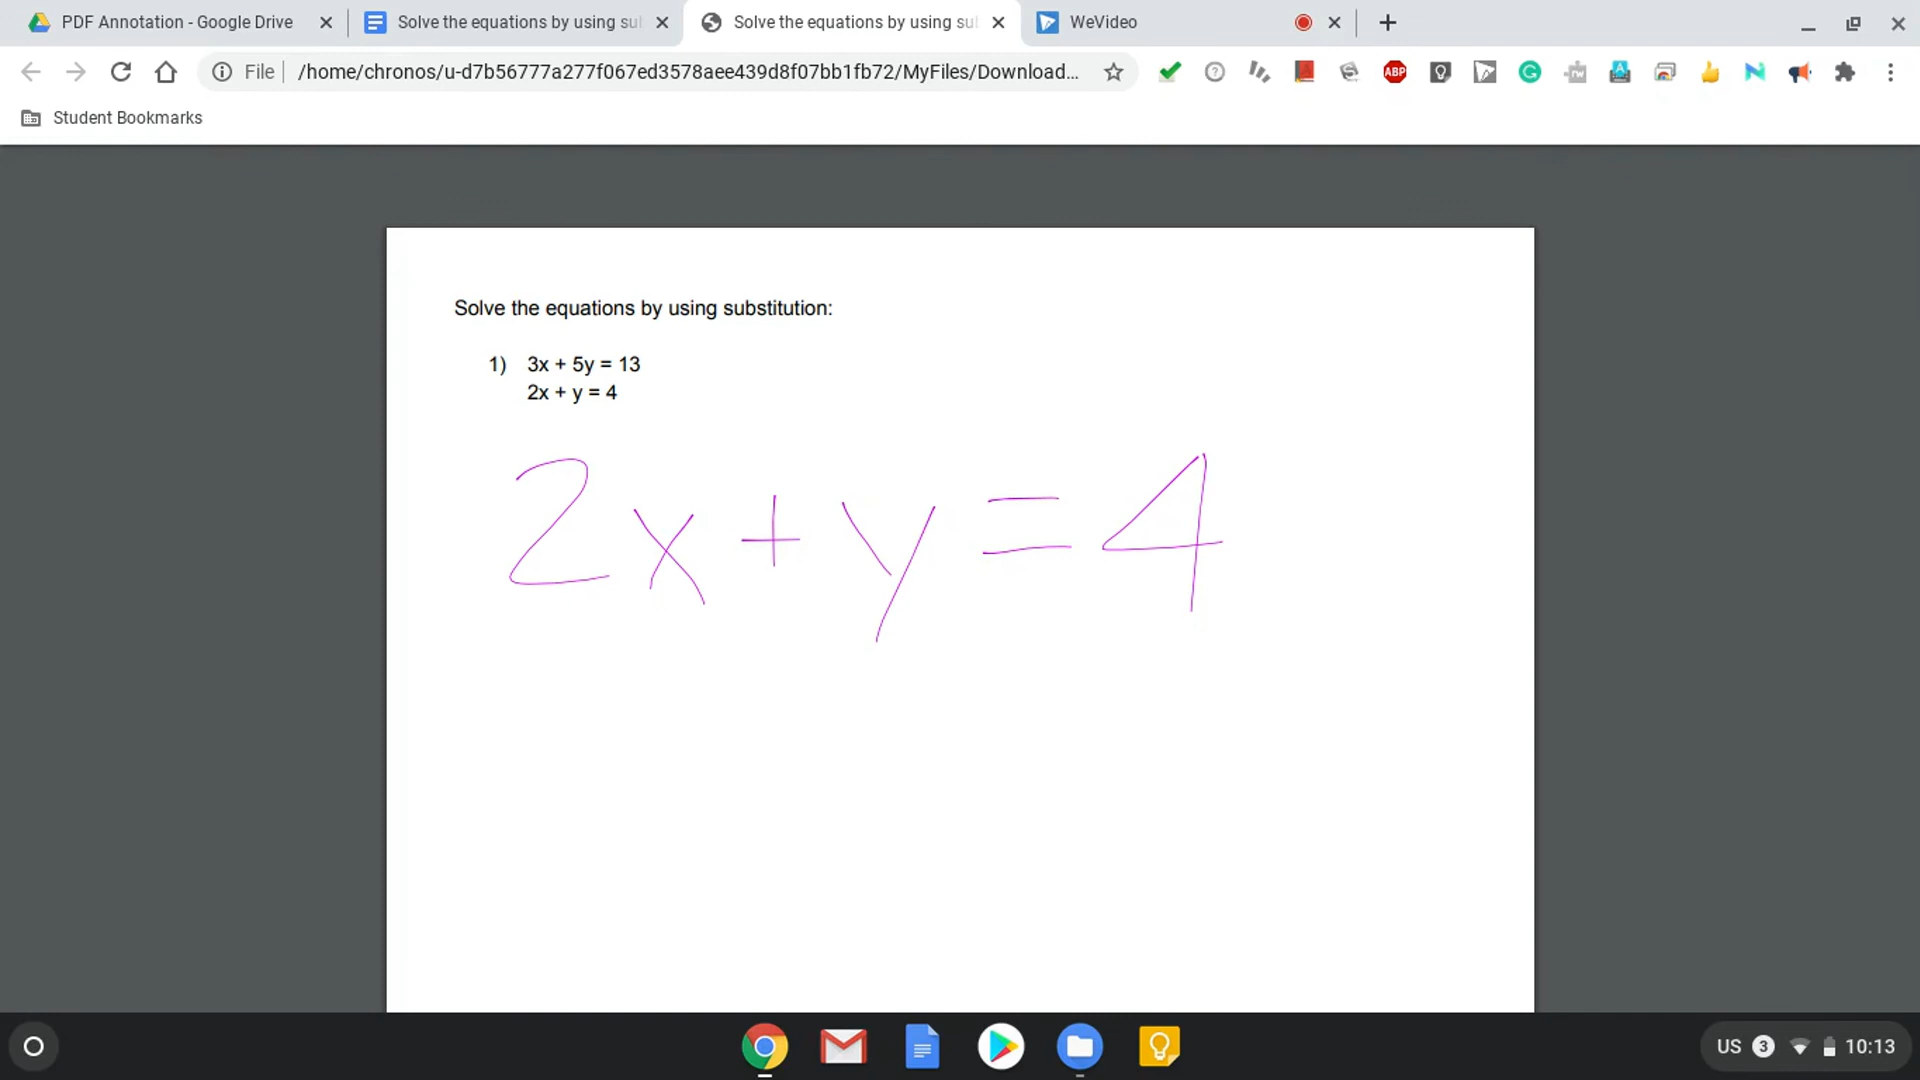 PDF Annotation - Google Drive
Solve the equations by using su
Solve the equations by using su
WeVideo
File
/home/chronos/u-d7b56777a277f067ed3578aee439d8f07bb1fb72/MyFiles/Download...
ABP
Student Bookmarks
Solve the equations by using substitution:
1) 3x + 5y = 13
2x + y = 4
2x + y = 4
US 3 10:13